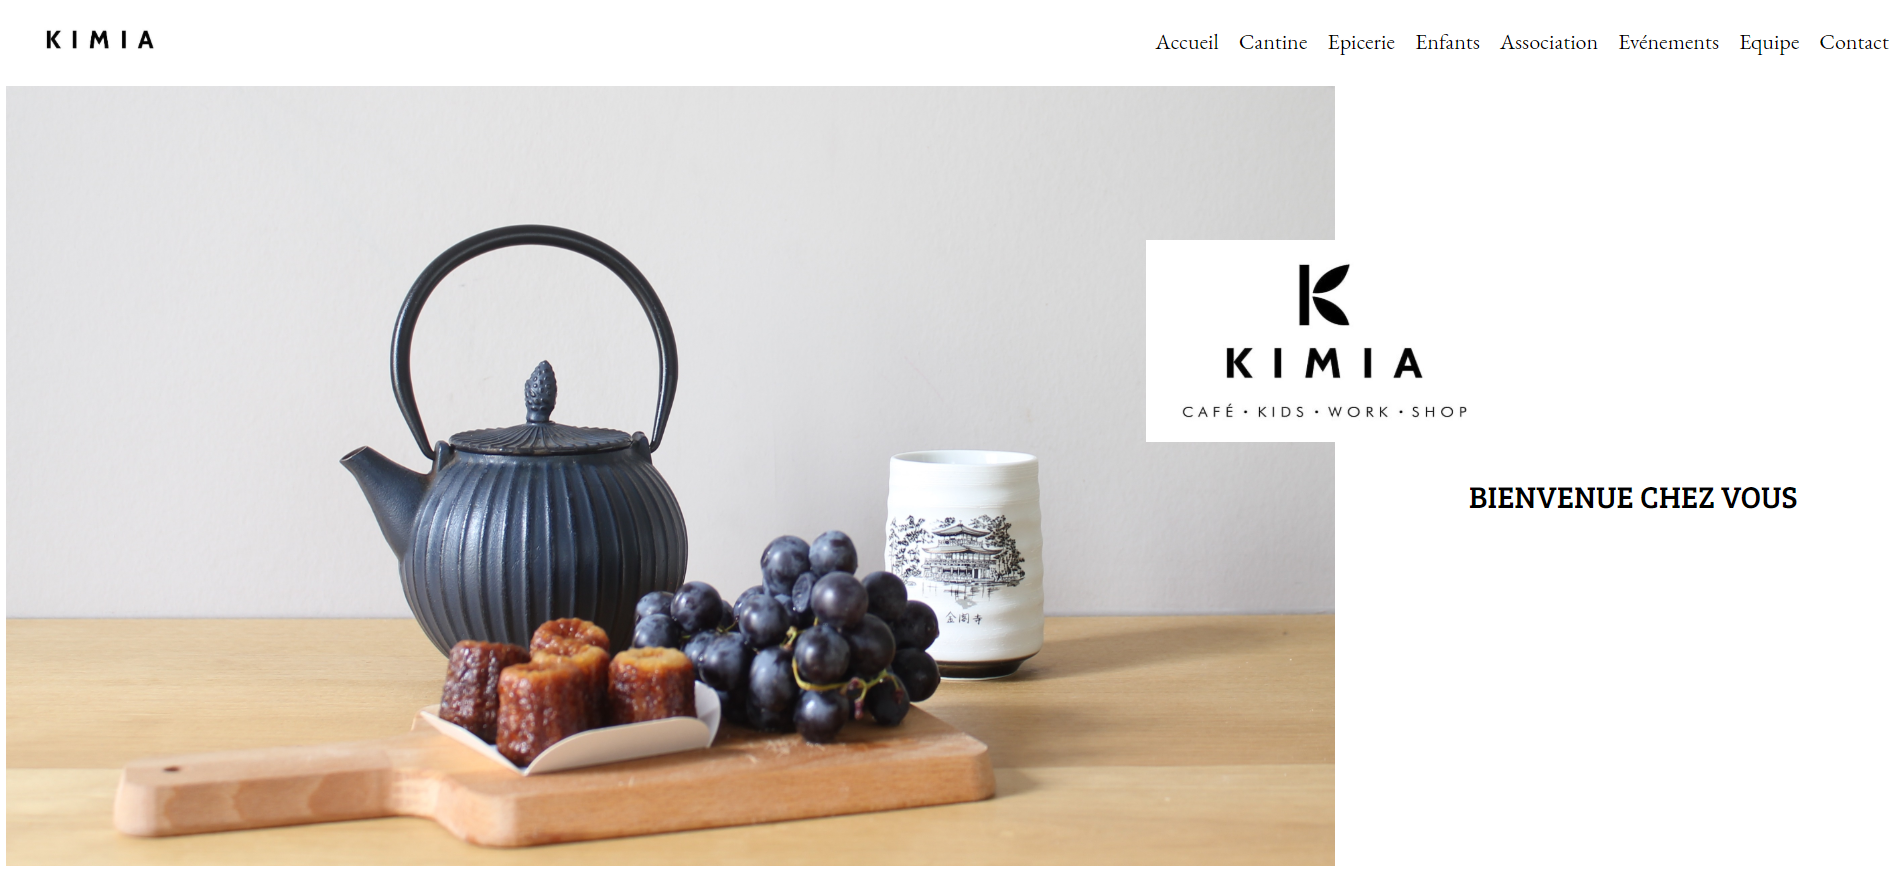 KIMIA
Accueil Cantine Epicerie Enfants Association Evénements Equipe Contact
K
KIMIA
CAFÉ • KIDS • WORK • SHOP
BIENVENUE CHEZ VOUS
金閣寺